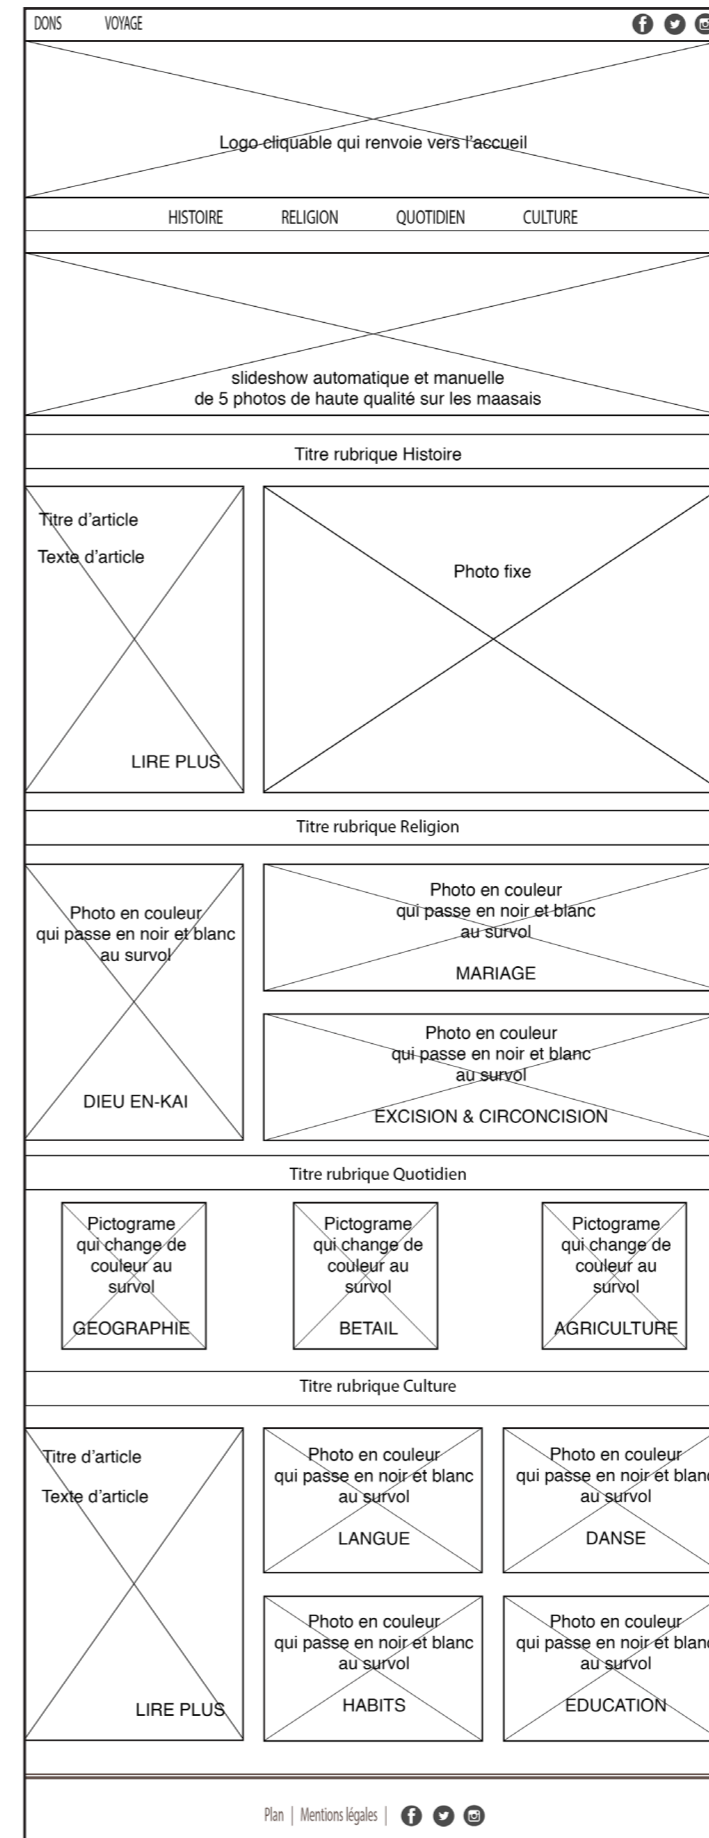 DONS VOYAGE
Logo cliquable qui renvoie vers l'accueil
HISTOIRE RELIGION QUOTIDIEN CULTURE
slideshow automatique et manuelle
de 5 photos de haute qualité sur les maasais
Titre rubrique Histoire
Titre d'article
Texte d'article
LIRE PLUS
Photo fixe
Titre rubrique Religion
Photo en couleur
qui passe en noir et blanc
au survol
DIEU EN-KAI
Photo en couleur
qui passe en noir et blanc
au survol
MARIAGE
Photo en couleur
qui passe en noir et blanc
au survol
EXCISION & CIRCONCISION
Titre rubrique Quotidien
Pictograme
qui change de
couleur au
survol
GEOGRAPHIE
Pictograme
qui change de
couleur au
survol
BETAIL
Pictograme
qui change de
couleur au
survol
AGRICULTURE
Titre rubrique Culture
Titre d'article
Texte d'article
LIRE PLUS
Photo en couleur
qui passe en noir et blanc
au survol
LANGUE
Photo en couleur
qui passe en noir et blanc
au survol
DANSE
Photo en couleur
qui passe en noir et blanc
au survol
HABITS
Photo en couleur
qui passe en noir et blanc
au survol
EDUCATION
Plan | Mentions légales |